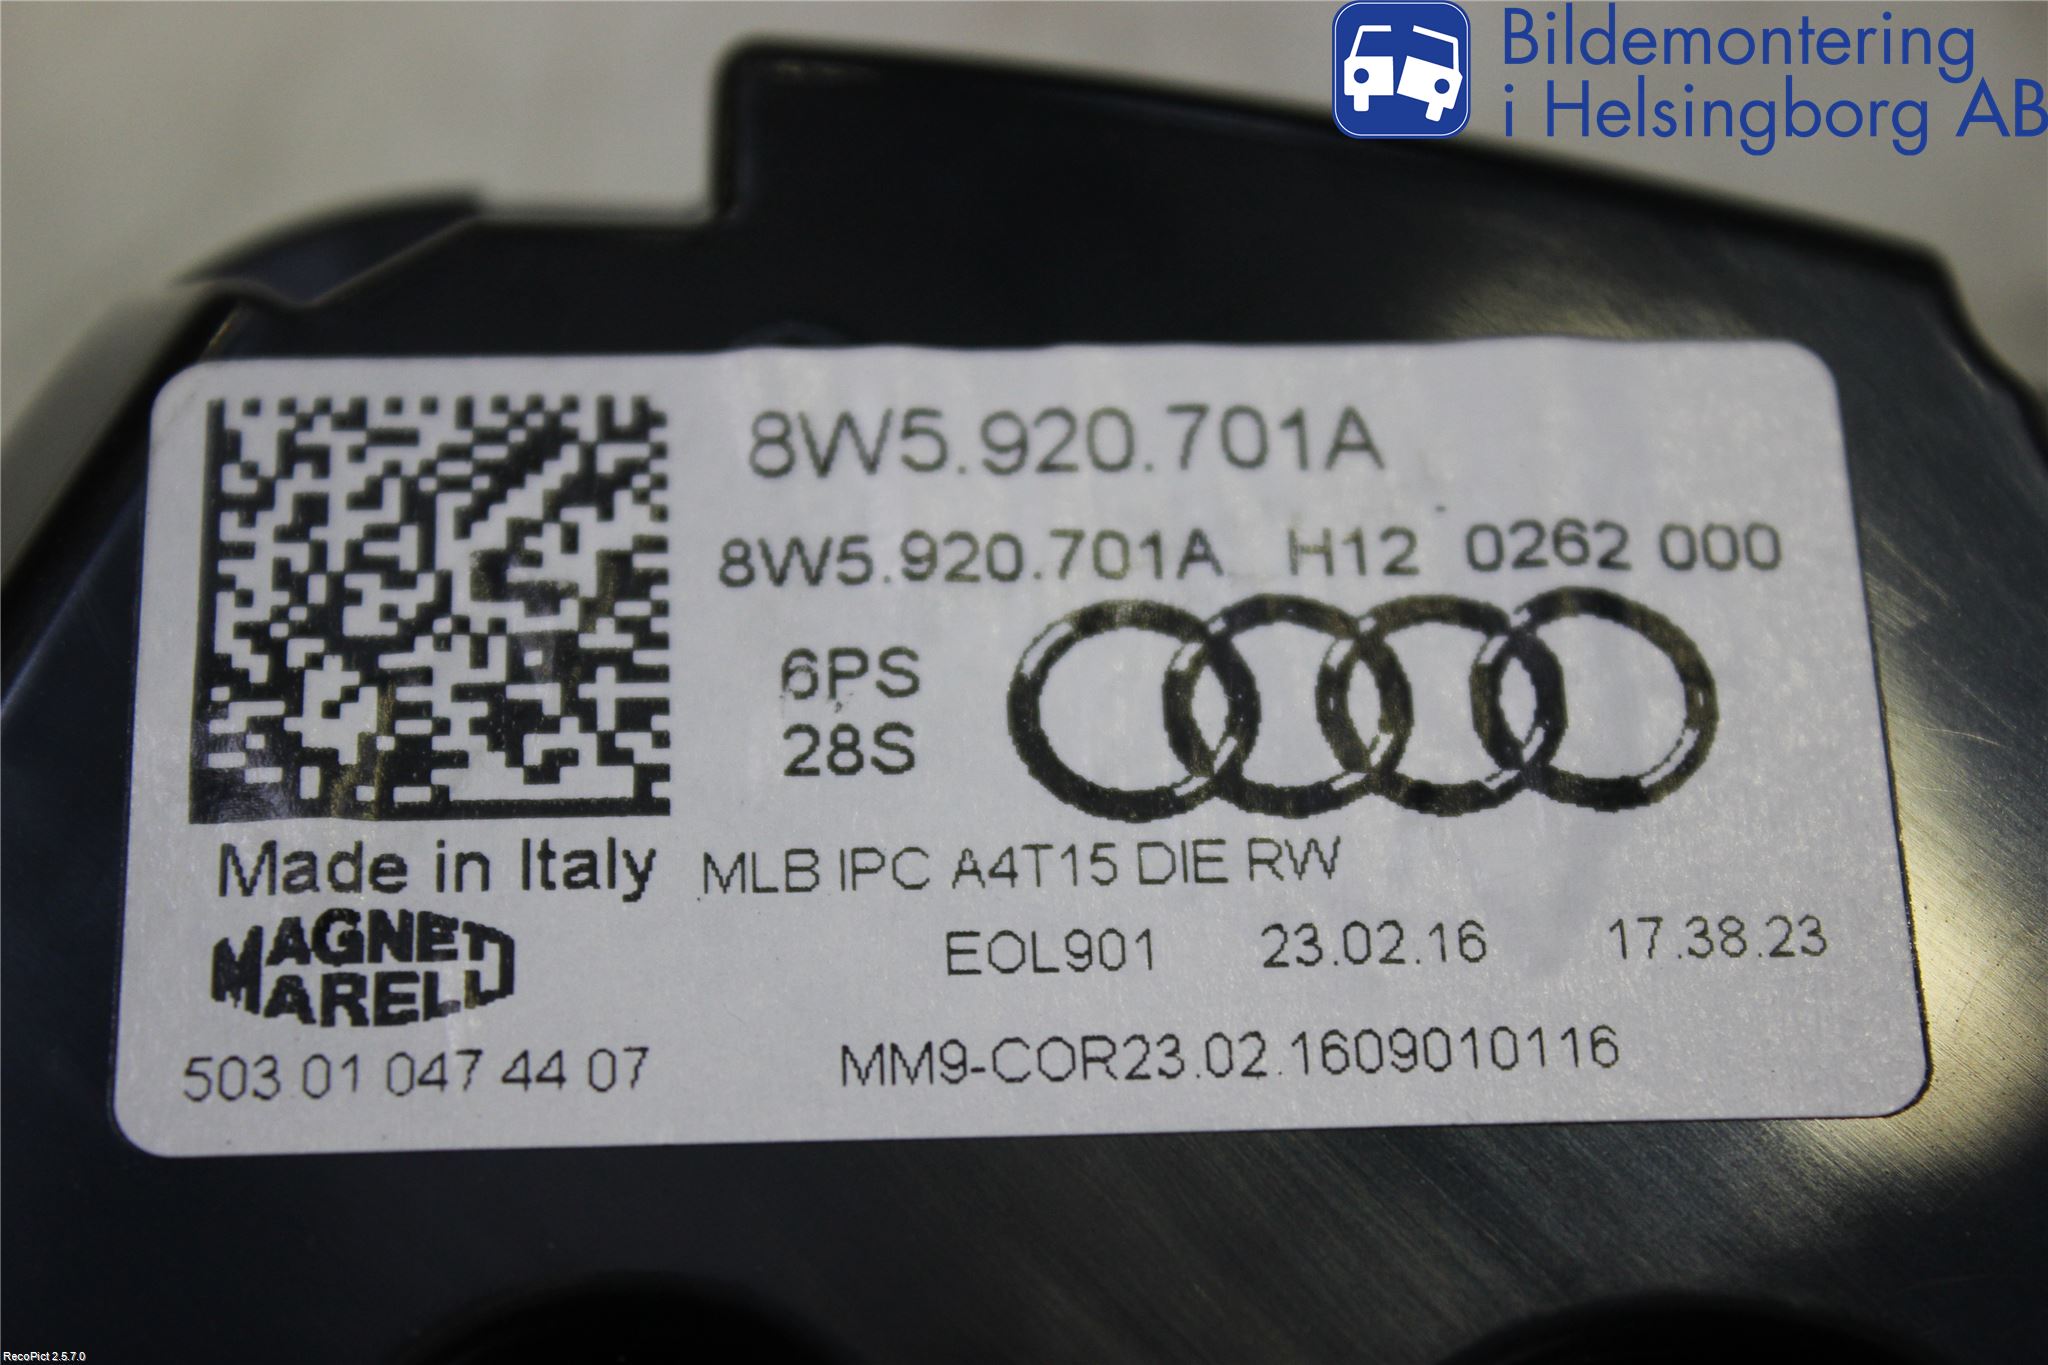 Bildemontering
i Helsingborg AB
8W5.920.701A
8W5.920.701A H12 0262 000
6PS
28S
Made in Italy
MLB IPC A4T15 DIE RW
MAGNETI
MARELLI
EOL901 23.02.16 17.38.23
503 01 047 44 07
MM9-COR23.02.1609010116
RecoPict 2.5.7.0